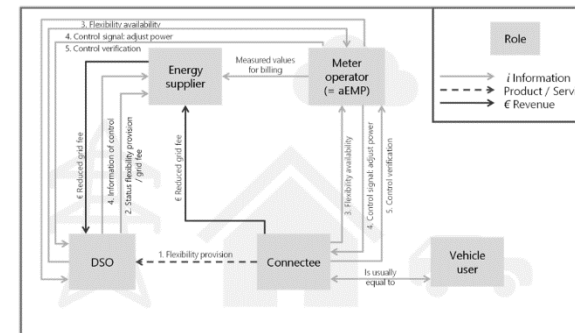 3. Flexibility availability
4. Control signal: adjust power
5. Control verification
Role
i Information
Product / Servi
€ Revenue
Energy
supplier
Measured values
for billing
Meter
operator
(= aEMP)
€ Reduced grid fee
4. Information of control
2. Status flexibility provision
/ grid fee
€ Reduced grid fee
3. Flexibility availability
4. Control signal: adjust power
5. Control verification
DSO
1. Flexibility provision
Connectee
Is usually
equal to
Vehicle
user